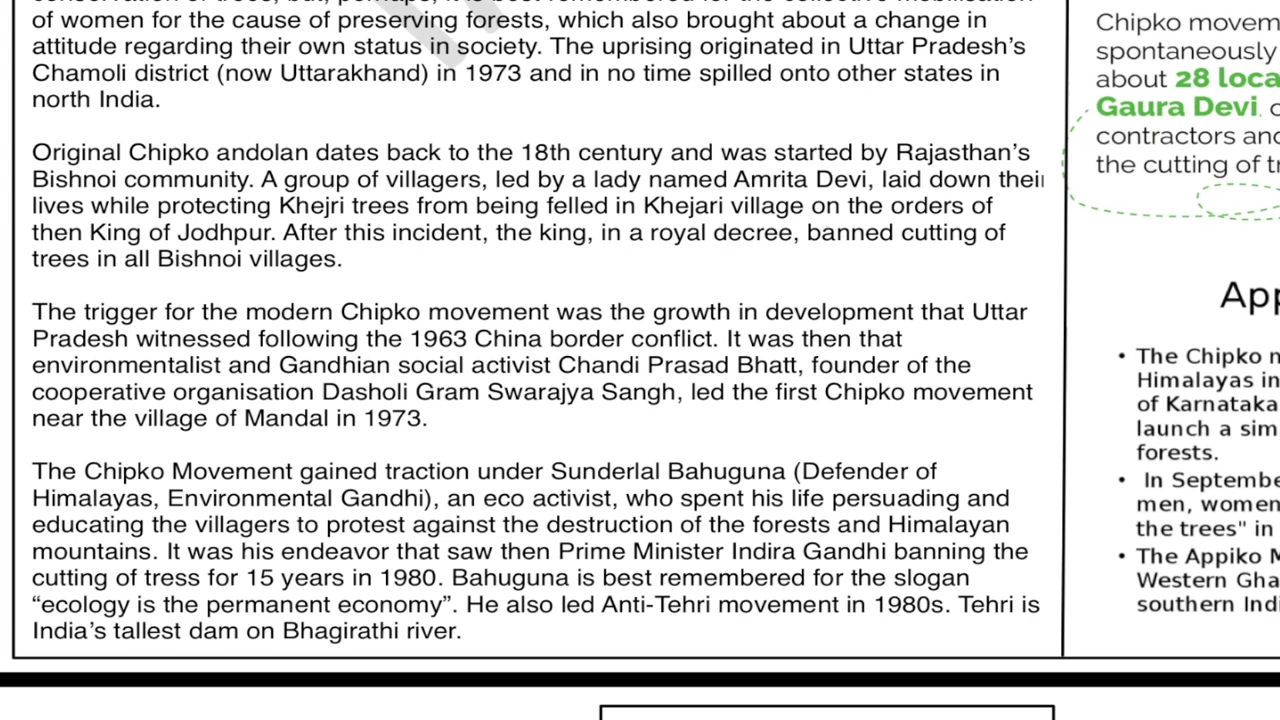 of women for the cause of preserving forests, which also brought about a change in
attitude regarding their own status in society. The uprising originated in Uttar Pradesh’s
Chamoli district (now Uttarakhand) in 1973 and in no time spilled onto other states in
north India.
Original Chipko andolan dates back to the 18th century and was started by Rajasthan’s
Bishnoi community. A group of villagers, led by a lady named Amrita Devi, laid down their
lives while protecting Khejri trees from being felled in Khejari village on the orders of
then King of Jodhpur. After this incident, the king, in a royal decree, banned cutting of
trees in all Bishnoi villages.
The trigger for the modern Chipko movement was the growth in development that Uttar
Pradesh witnessed following the 1963 China border conflict. It was then that
environmentalist and Gandhian social activist Chandi Prasad Bhatt, founder of the
cooperative organisation Dasholi Gram Swarajya Sangh, led the first Chipko movement
near the village of Mandal in 1973.
The Chipko Movement gained traction under Sunderlal Bahuguna (Defender of
Himalayas, Environmental Gandhi), an eco activist, who spent his life persuading and
educating the villagers to protest against the destruction of the forests and Himalayan
mountains. It was his endeavor that saw then Prime Minister Indira Gandhi banning the
cutting of tress for 15 years in 1980. Bahuguna is best remembered for the slogan
“ecology is the permanent economy”. He also led Anti-Tehri movement in 1980s. Tehri is
India’s tallest dam on Bhagirathi river.
Chipko movem
spontaneously
about 28 loca
Gaura Devi,
contractors and
the cutting of
App
• The Chipko
Himalayas in
of Karnataka
launch a sim
forests.
• In Septembe
men, women
the trees" in
• The Appiko
Western Gha
southern Indi